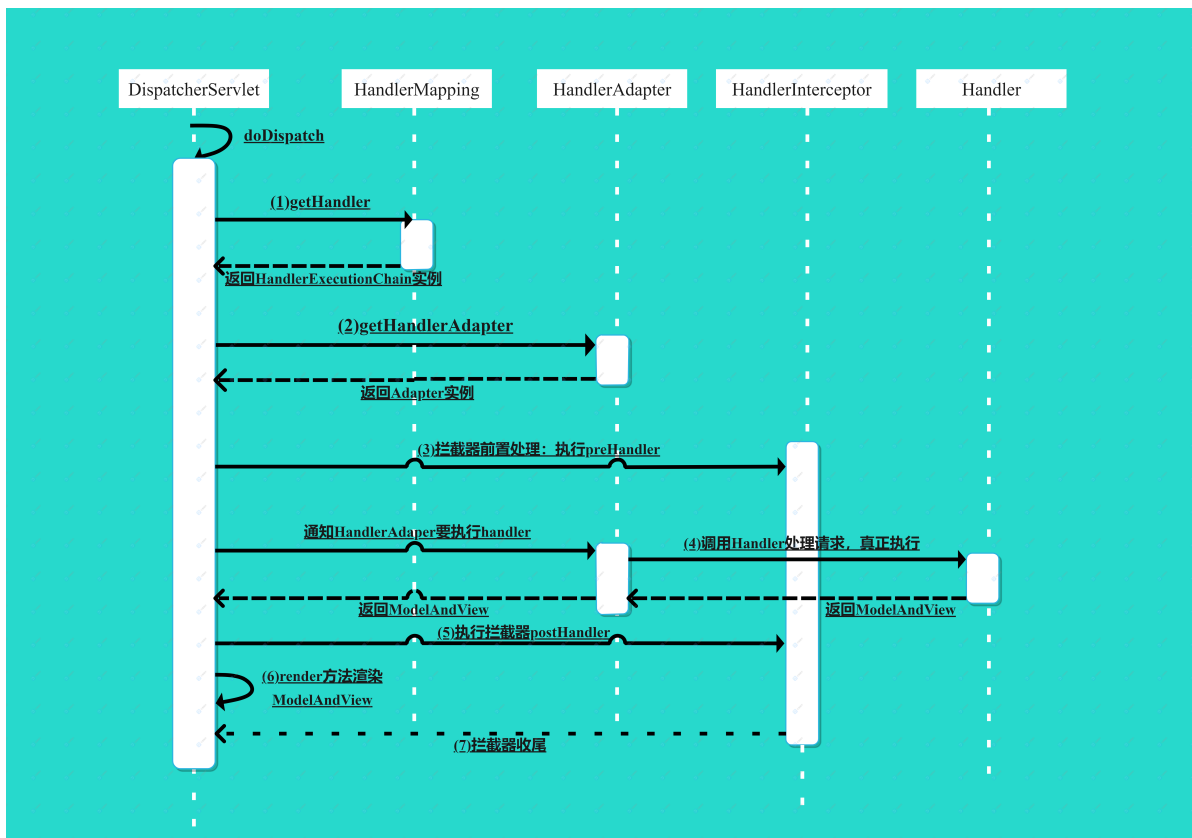 DispatcherServlet
HandlerMapping
HandlerAdapter
HandlerInterceptor
Handler
doDispatch
(1)getHandler
返回HandlerExecutionChain实例
(2)getHandlerAdapter
返回Adapter实例
(3)拦截器前置处理：执行preHandler
通知HandlerAdaper要执行handler
(4)调用Handler处理请求，真正执行
返回ModelAndView
返回ModelAndView
(5)执行拦截器postHandler
(6)render方法渲染
ModelAndView
(7)拦截器收尾